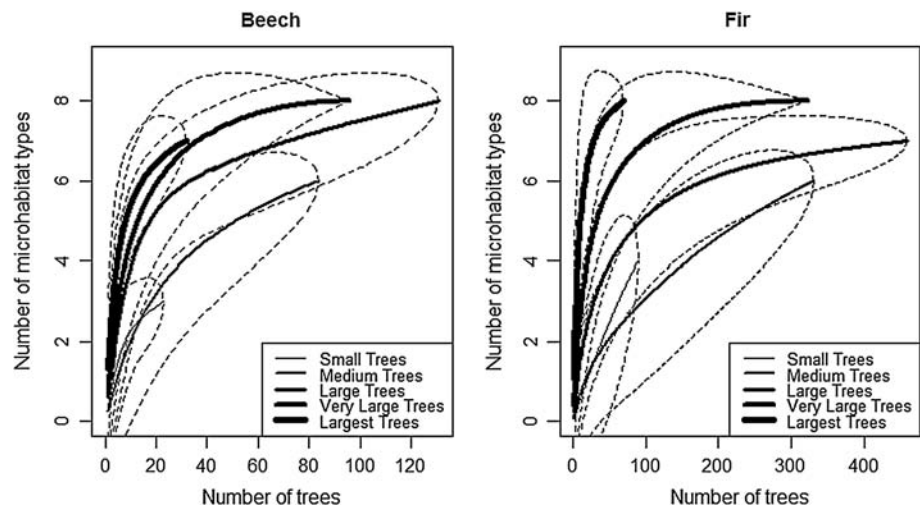 Beech
Number of microhabitat types
8
6
4
2
0
Small Trees
Medium Trees
Large Trees
Very Large Trees
Largest Trees
0 20 40 60 80 100 120
Number of trees
Fir
Number of microhabitat types
8
6
4
2
0
Small Trees
Medium Trees
Large Trees
Very Large Trees
Largest Trees
0 100 200 300 400
Number of trees